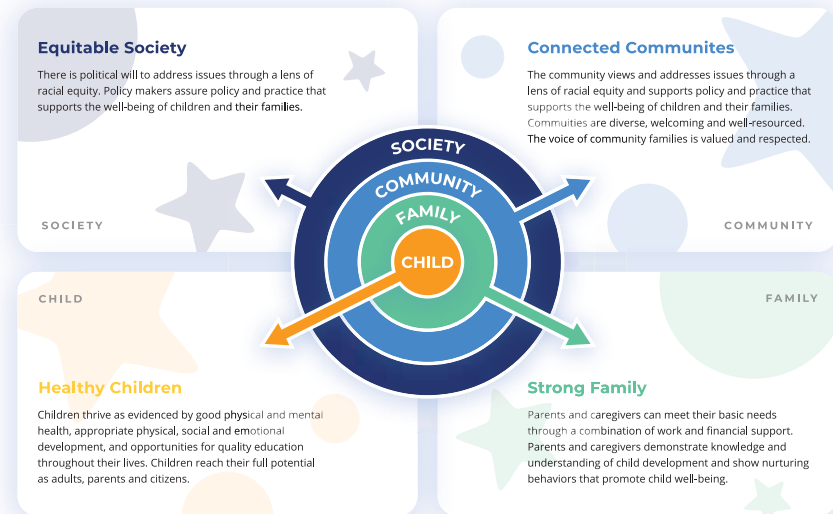 Equitable Society
There is political will to address issues through a lens of
racial equity. Policy makers assure policy and practice that
supports the well-being of children and their families.
SOCIETY
Connected Communites
The community views and addresses issues through a
lens of racial equity and supports policy and practice that
supports the well-being of children and their families.
Commuities are diverse, welcoming and well-resourced.
The voice of community families is valued and respected.
COMMUNITY
SOCIETY
COMMUNITY
FAMILY
CHILD
CHILD
Healthy Children
Children thrive as evidenced by good physical and mental
health, appropriate physical, social and emotional
development, and opportunities for quality education
throughout their lives. Children reach their full potential
as adults, parents and citizens.
FAMILY
Strong Family
Parents and caregivers can meet their basic needs
through a combination of work and financial support.
Parents and caregivers demonstrate knowledge and
understanding of child development and show nurturing
behaviors that promote child well-being.